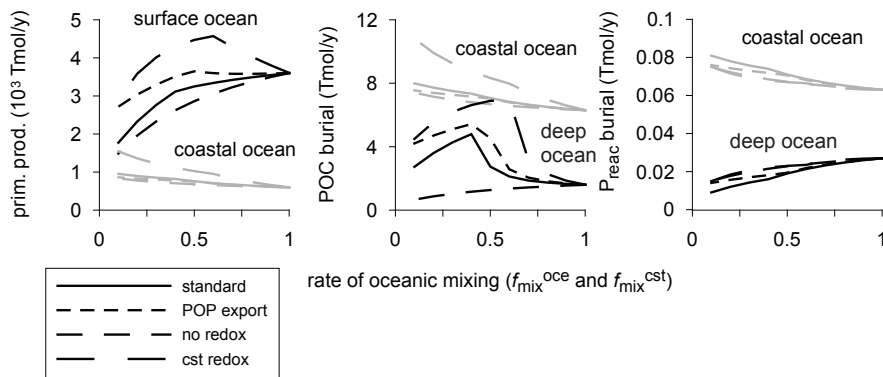 prim. prod. (10³ Tmol/y)
5
4
3
2
1
0
surface ocean
coastal ocean
0
0.5
1
POC burial (Tmol/y)
12
8
4
0
coastal ocean
deep
ocean
0
0.5
1
Preac burial (Tmol/y)
0.1
0.08
0.06
0.04
0.02
0
coastal ocean
deep ocean
0
0.5
1
rate of oceanic mixing (fmix^oce and fmix^cst)
standard
POP export
no redox
cst redox